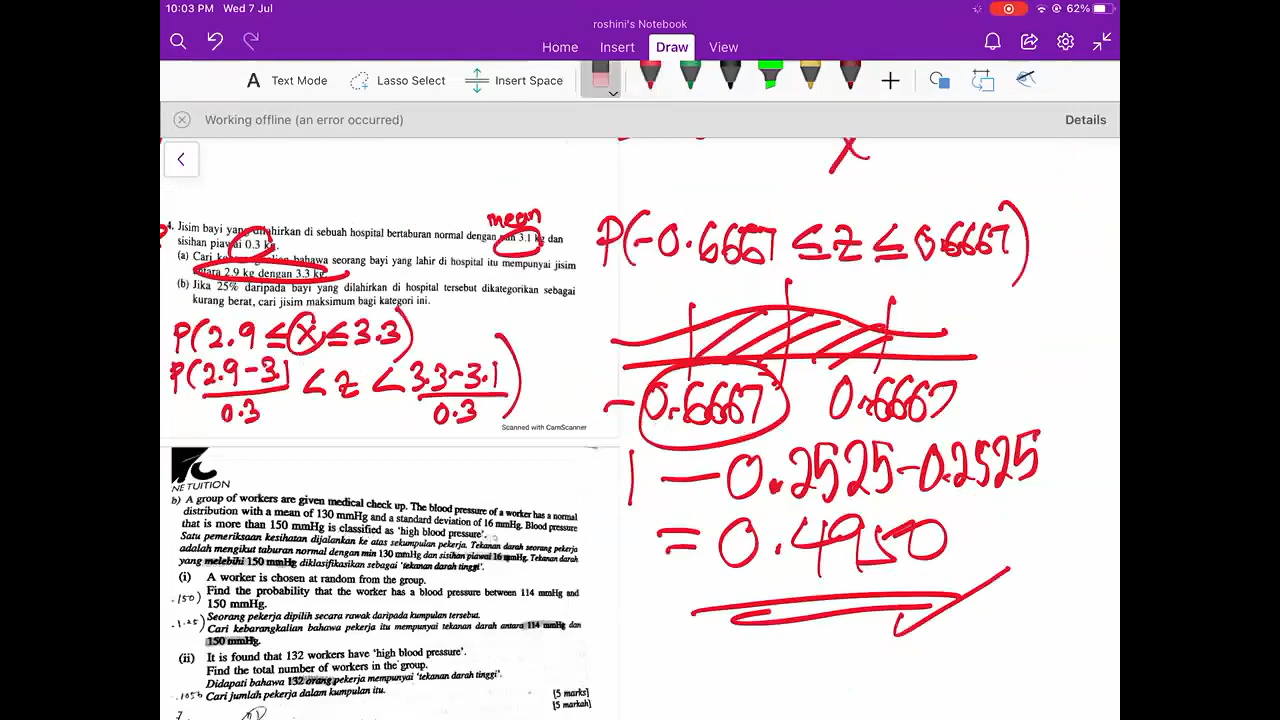 10:03 PM Wed 7 Jul
62%
roshini's Notebook
Home Insert Draw View
Text Mode Lasso Select Insert Space
Working offline (an error occurred) Details
mean
4. Jisim bayi yang dilahirkan di sebuah hospital bertaburan normal dengan 3.1 kg dan
sisihan piawai 0.3 kg.
(a) Cari bahawa seorang bayi yang lahir di hospital itu mempunyai jisim
antara 2.9 kg dengan 3.3 kg.
(b) Jika 25% daripada bayi yang dilahirkan di hospital tersebut dikategorikan sebagai
kurang berat, cari jisim maksimum bagi kategori ini.
P(2.9 ≤ X ≤ 3.3)
P(2.9-3.1/0.3 < z < 3.3-3.1/0.3)
Scanned with CamScanner
NE TUITION
b) A group of workers are given medical check up. The blood pressure of a worker has a normal
distribution with a mean of 130 mmHg and a standard deviation of 16 mmHg. Blood pressure
that is more than 150 mmHg is classified as 'high blood pressure'.
Satu pemeriksaan kesihatan dijalankan ke atas sekumpulan pekerja. Tekanan darah seorang pekerja
adalah mengikut taburan normal dengan min 130 mmHg dan sisihan piawai 16 mmHg. Tekanan darah
yang melebihi 150 mmHg diklasifikasikan sebagai 'tekanan darah tinggi'.
(i) A worker is chosen at random from the group.
Find the probability that the worker has a blood pressure between 114 mmHg and
150 mmHg.
Seorang pekerja dipilih secara rawak daripada kumpulan tersebut.
Cari kebarangkalian bahawa pekerja itu mempunyai tekanan darah antara 114 mmHg dan
150 mmHg.
(ii) It is found that 132 workers have 'high blood pressure'.
Find the total number of workers in the group.
Didapati bahawa 132 orang pekerja mempunyai 'tekanan darah tinggi'.
Cari jumlah pekerja dalam kumpulan itu.
[5 marks]
[5 markah]
P(-0.6667 ≤ z ≤ 0.6667)
-0.6667 0.6667
1 - 0.2525 - 0.2525
= 0.4950